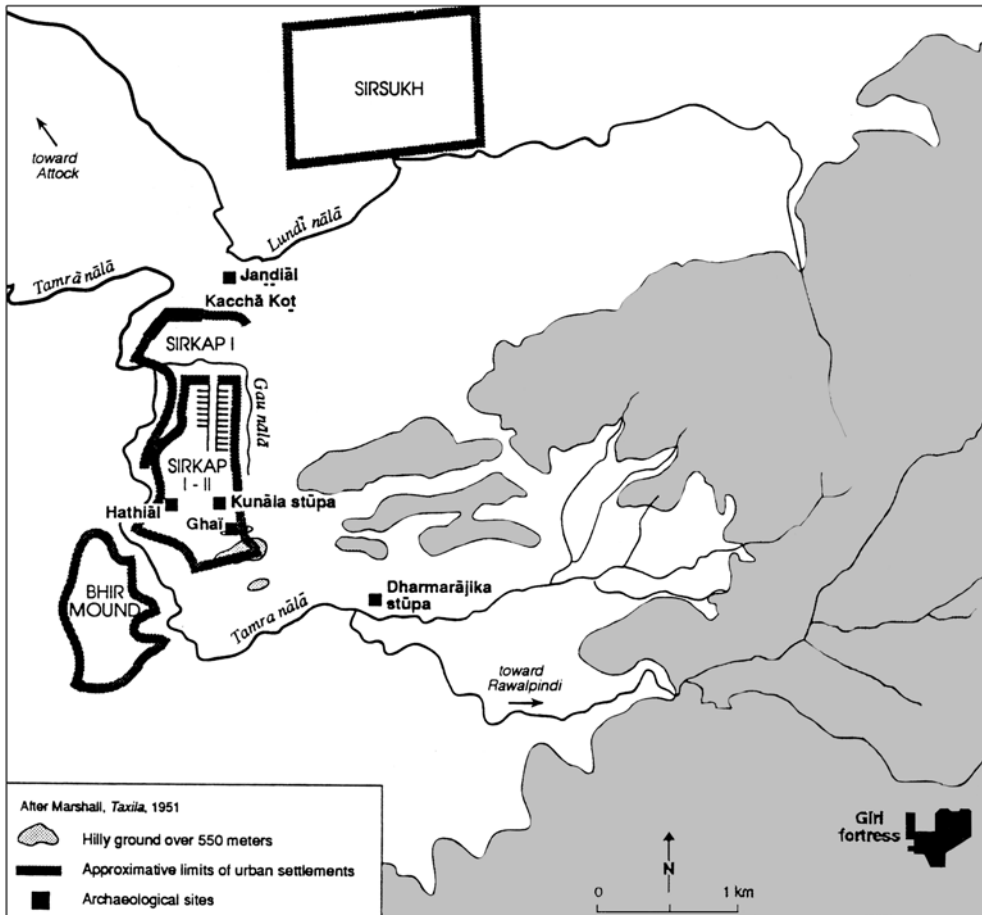 SIRSUKH
toward
Attock
Lundī nālā
Tamrā nālā
Jaṇḍiāl
Kacchā Koṭ
SIRKAP I
Gau nālā
SIRKAP
I - II
Hathiāl
Kunāla stūpa
Ghaï
BHIR
MOUND
Dharmarājika
stūpa
Tamra nālā
toward
Rawalpindi
After Marshall, Taxila, 1951
Hilly ground over 550 meters
Approximative limits of urban settlements
Archaeological sites
N
0 1 km
Giri
fortress